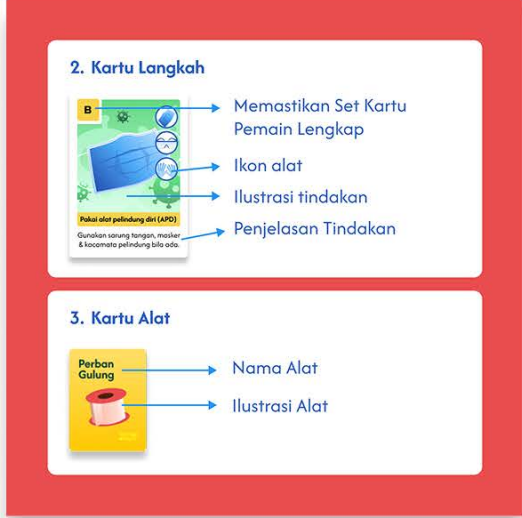 2. Kartu Langkah
B
Memastikan Set Kartu
Pemain Lengkap
Ikon alat
Ilustrasi tindakan
Pakai alat pelindung diri (APD)
Gunakan sarung tangan, masker
& kacamata pelindung bila ada.
Penjelasan Tindakan
3. Kartu Alat
Perban
Gulung
Nama Alat
Ilustrasi Alat